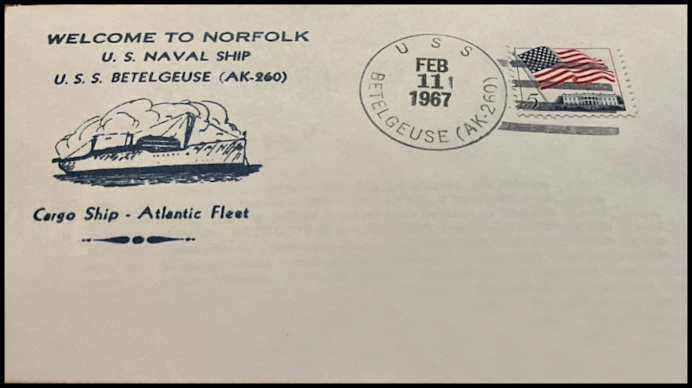 WELCOME TO NORFOLK
U. S. NAVAL SHIP
U. S. S. BETELGEUSE (AK-260)
Cargo Ship - Atlantic Fleet
U S S
BETELGEUSE (AK-260)
FEB
11
1967
5¢